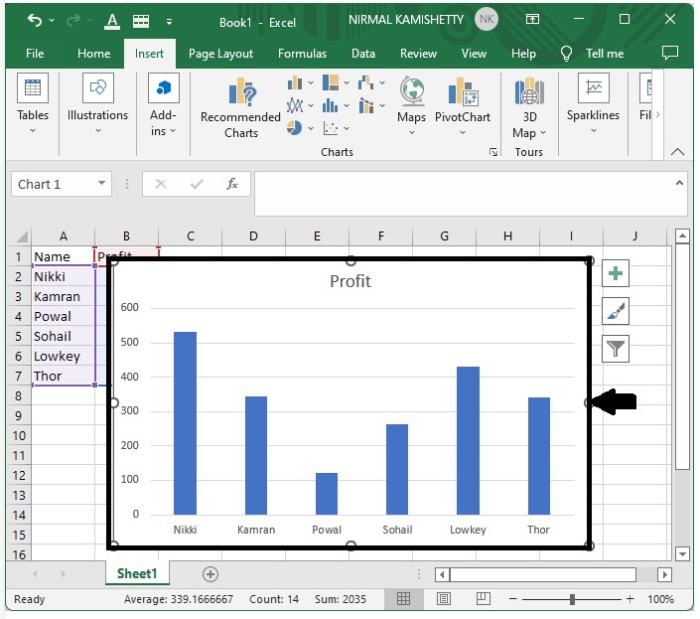 A Book1 - Excel NIRMAL KAMISHETTY NK
File Home Insert Page Layout Formulas Data Review View Help Tell me
Tables Illustrations Add-ins Recommended Charts Maps PivotChart 3D Map Sparklines Fil
Charts Tours
Chart 1 fx
A B C D E F G H I J
1 Name Profit
2 Nikki
3 Kamran
4 Powal
5 Sohail
6 Lowkey
7 Thor
8
9
10
11
12
13
14
15
16
Profit
600
500
400
300
200
100
0
Nikki Kamran Powal Sohail Lowkey Thor
Sheet1
Ready Average: 339.1666667 Count: 14 Sum: 2035 100%